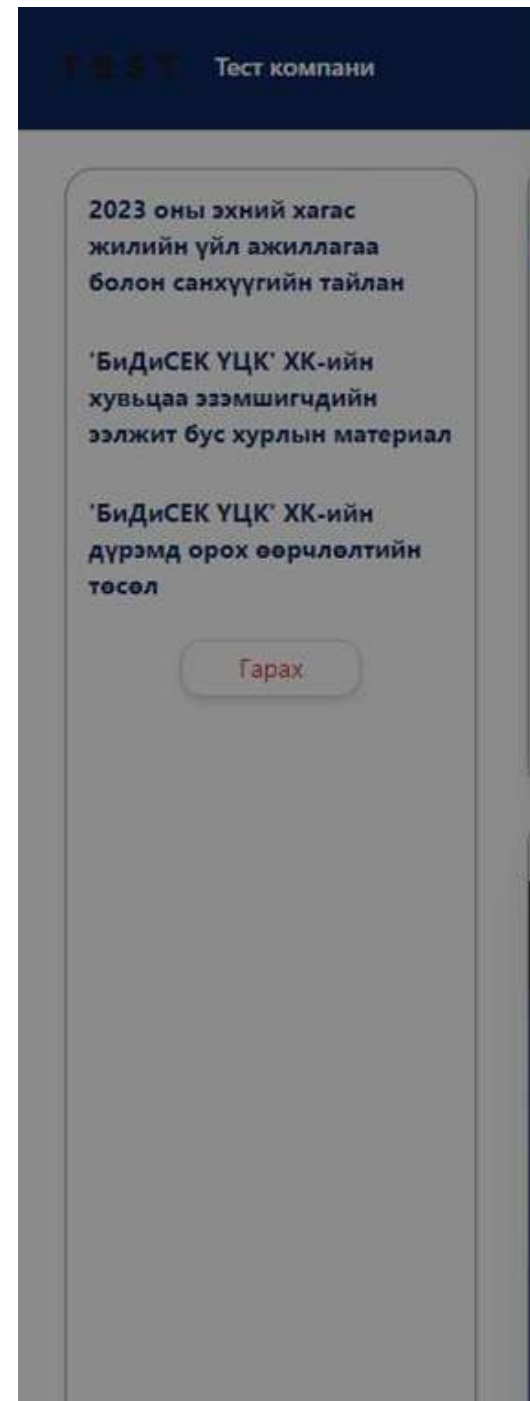 TEST Тест компани
2023 оны эхний хагас
жилийн үйл ажиллагаа
болон санхүүгийн тайлан
'БиДиСЕК ҮЦК' ХК-ийн
хувьцаа эзэмшигчдийн
ээлжит бус хурлын материал
'БиДиСЕК ҮЦК' ХК-ийн
дүрэмд орох өөрчлөлтийн
төсөл
Гарах